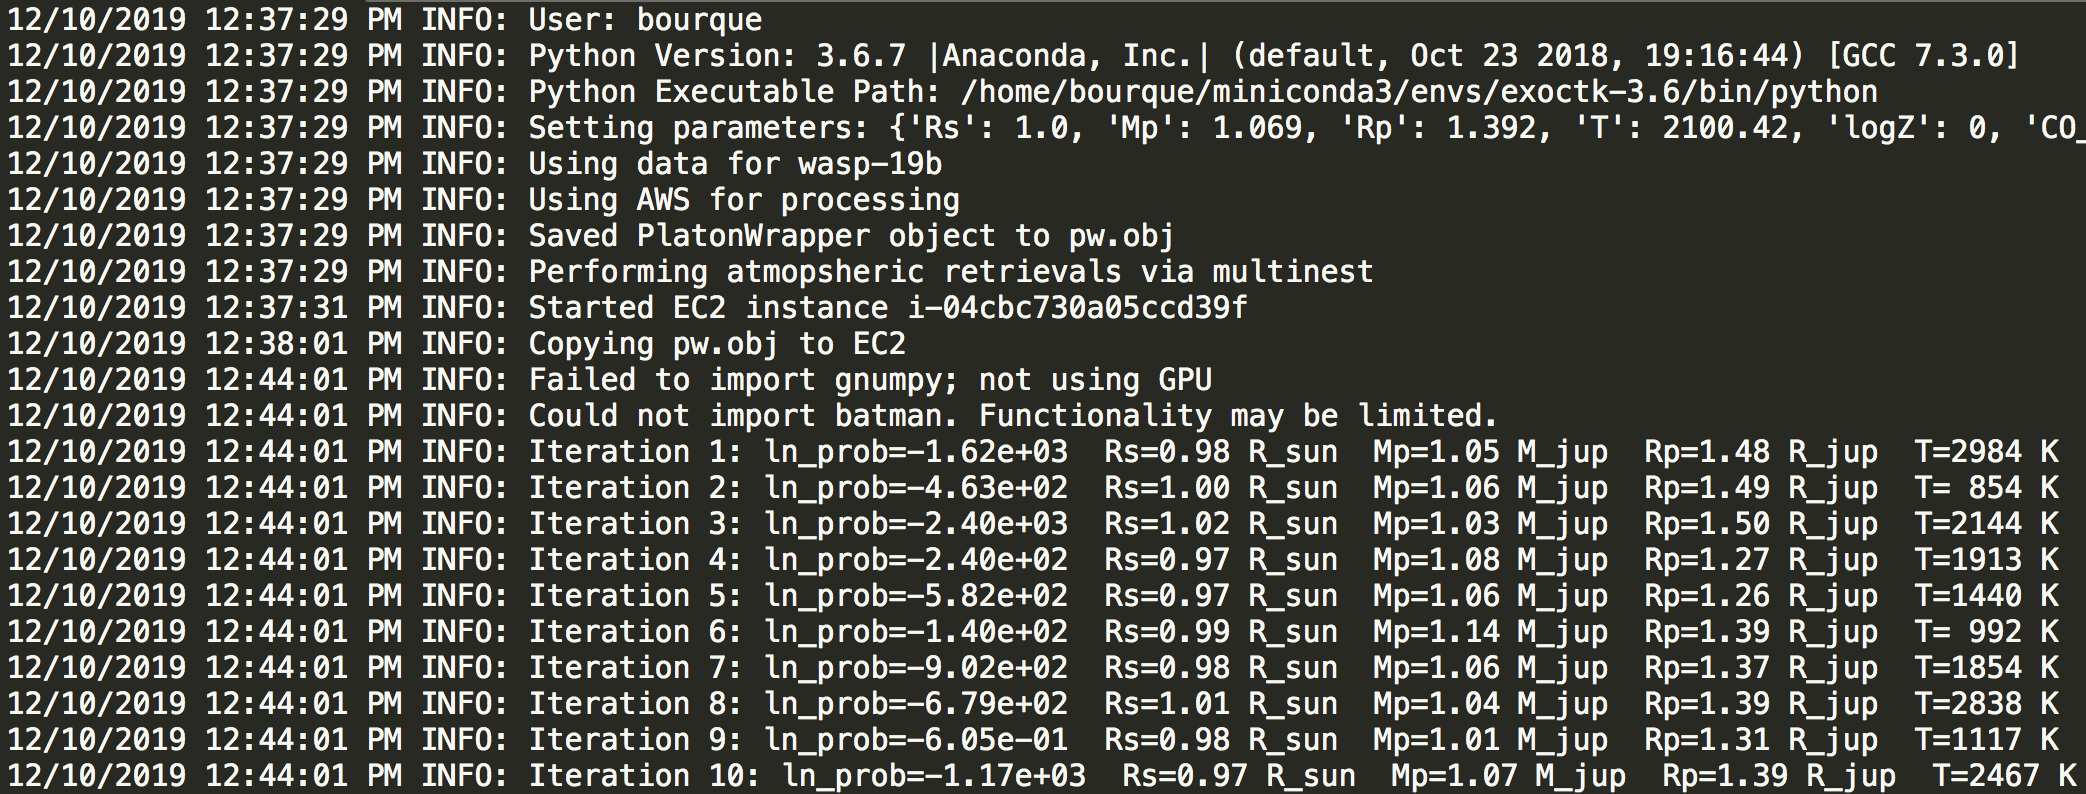 12/10/2019 12:37:29 PM INFO: User: bourque
12/10/2019 12:37:29 PM INFO: Python Version: 3.6.7 |Anaconda, Inc.| (default, Oct 23 2018, 19:16:44) [GCC 7.3.0]
12/10/2019 12:37:29 PM INFO: Python Executable Path: /home/bourque/miniconda3/envs/exoctk-3.6/bin/python
12/10/2019 12:37:29 PM INFO: Setting parameters: {'Rs': 1.0, 'Mp': 1.069, 'Rp': 1.392, 'T': 2100.42, 'logZ': 0, 'CO_
12/10/2019 12:37:29 PM INFO: Using data for wasp-19b
12/10/2019 12:37:29 PM INFO: Using AWS for processing
12/10/2019 12:37:29 PM INFO: Saved PlatonWrapper object to pw.obj
12/10/2019 12:37:29 PM INFO: Performing atmopsheric retrievals via multinest
12/10/2019 12:37:31 PM INFO: Started EC2 instance i-04cbc730a05ccd39f
12/10/2019 12:38:01 PM INFO: Copying pw.obj to EC2
12/10/2019 12:44:01 PM INFO: Failed to import gnumpy; not using GPU
12/10/2019 12:44:01 PM INFO: Could not import batman. Functionality may be limited.
12/10/2019 12:44:01 PM INFO: Iteration 1: ln_prob=-1.62e+03  Rs=0.98 R_sun  Mp=1.05 M_jup  Rp=1.48 R_jup  T=2984 K
12/10/2019 12:44:01 PM INFO: Iteration 2: ln_prob=-4.63e+02  Rs=1.00 R_sun  Mp=1.06 M_jup  Rp=1.49 R_jup  T= 854 K
12/10/2019 12:44:01 PM INFO: Iteration 3: ln_prob=-2.40e+03  Rs=1.02 R_sun  Mp=1.03 M_jup  Rp=1.50 R_jup  T=2144 K
12/10/2019 12:44:01 PM INFO: Iteration 4: ln_prob=-2.40e+02  Rs=0.97 R_sun  Mp=1.08 M_jup  Rp=1.27 R_jup  T=1913 K
12/10/2019 12:44:01 PM INFO: Iteration 5: ln_prob=-5.82e+02  Rs=0.97 R_sun  Mp=1.06 M_jup  Rp=1.26 R_jup  T=1440 K
12/10/2019 12:44:01 PM INFO: Iteration 6: ln_prob=-1.40e+02  Rs=0.99 R_sun  Mp=1.14 M_jup  Rp=1.39 R_jup  T= 992 K
12/10/2019 12:44:01 PM INFO: Iteration 7: ln_prob=-9.02e+02  Rs=0.98 R_sun  Mp=1.06 M_jup  Rp=1.37 R_jup  T=1854 K
12/10/2019 12:44:01 PM INFO: Iteration 8: ln_prob=-6.79e+02  Rs=1.01 R_sun  Mp=1.04 M_jup  Rp=1.39 R_jup  T=2838 K
12/10/2019 12:44:01 PM INFO: Iteration 9: ln_prob=-6.05e-01  Rs=0.98 R_sun  Mp=1.01 M_jup  Rp=1.31 R_jup  T=1117 K
12/10/2019 12:44:01 PM INFO: Iteration 10: ln_prob=-1.17e+03  Rs=0.97 R_sun  Mp=1.07 M_jup  Rp=1.39 R_jup  T=2467 K